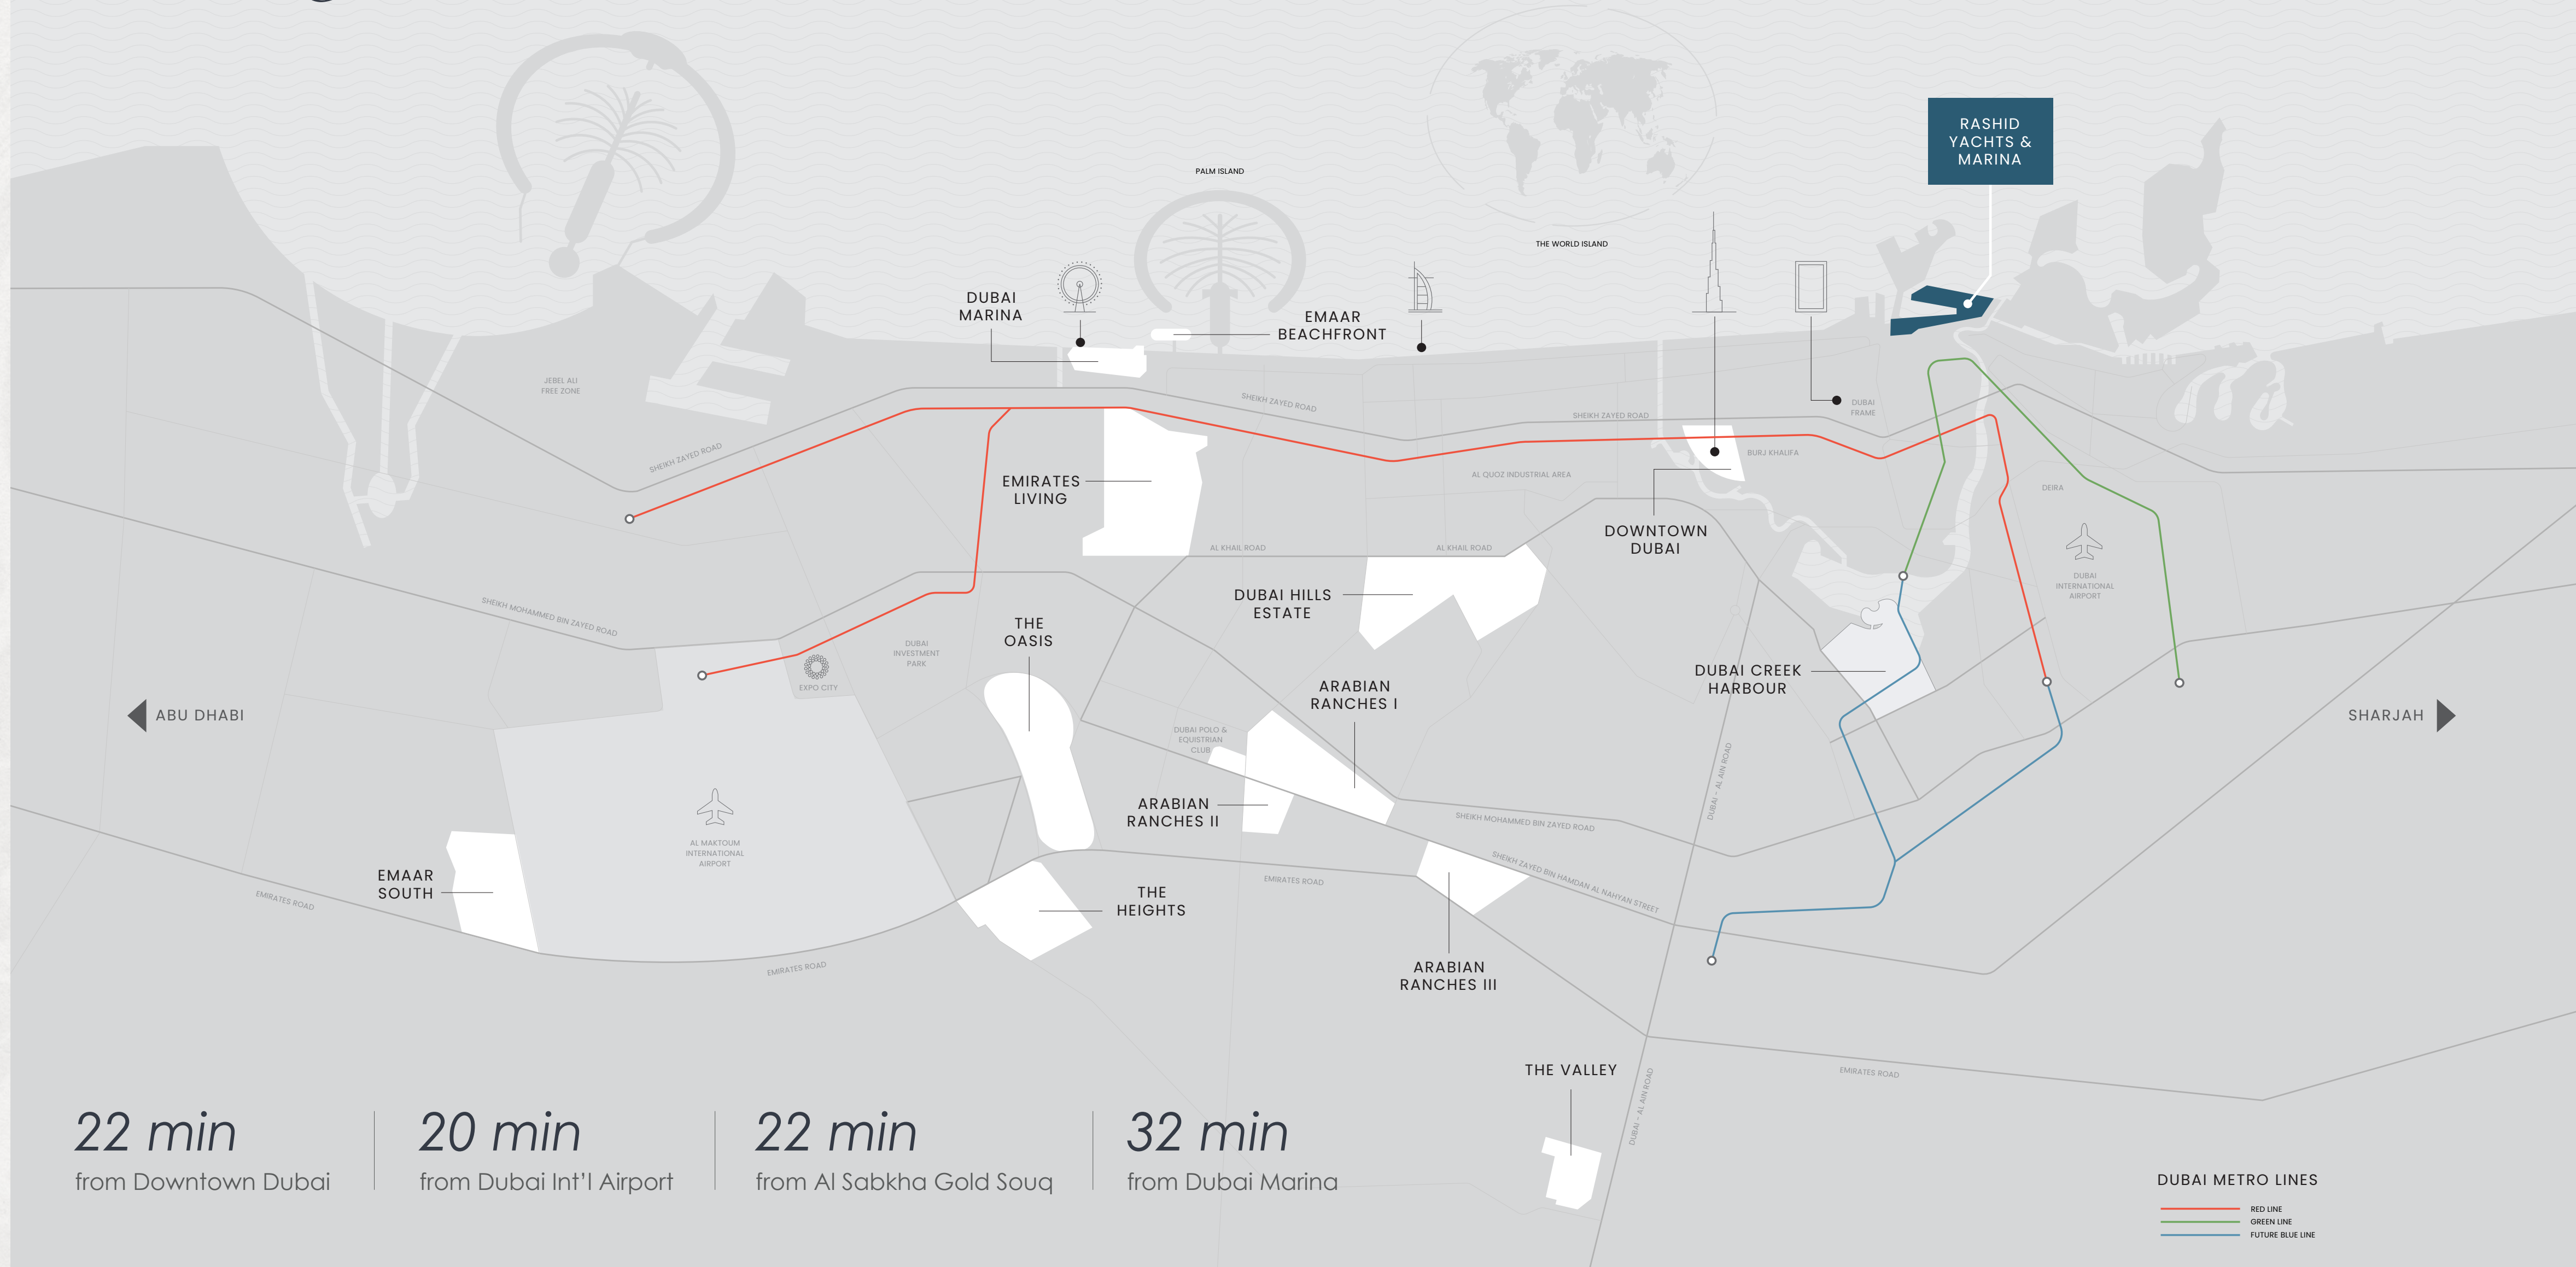 RASHID
YACHTS &
MARINA
PALM ISLAND
THE WORLD ISLAND
DUBAI
MARINA
EMAAR
BEACHFRONT
JEBEL ALI
FREE ZONE
SHEIKH ZAYED ROAD
SHEIKH ZAYED ROAD
SHEIKH ZAYED ROAD
DUBAI
FRAME
BURJ KHALIFA
AL QUOZ INDUSTRIAL AREA
EMIRATES
LIVING
DEIRA
DOWNTOWN
DUBAI
AL KHAIL ROAD
AL KHAIL ROAD
DUBAI
INTERNATIONAL
AIRPORT
DUBAI HILLS
ESTATE
SHEIKH MOHAMMED BIN ZAYED ROAD
THE
OASIS
DUBAI
INVESTMENT
PARK
EXPO CITY
DUBAI CREEK
HARBOUR
ARABIAN
RANCHES I
ABU DHABI
SHARJAH
DUBAI POLO &
EQUISTRIAN
CLUB
DUBAI - AL AIN ROAD
ARABIAN
RANCHES II
SHEIKH MOHAMMED BIN ZAYED ROAD
AL MAKTOUM
INTERNATIONAL
AIRPORT
SHEIKH ZAYED BIN HAMDAN AL NAHYAN STREET
EMAAR
SOUTH
EMIRATES ROAD
EMIRATES ROAD
THE
HEIGHTS
EMIRATES ROAD
ARABIAN
RANCHES III
THE VALLEY
EMIRATES ROAD
DUBAI - AL AIN ROAD
22 min
from Downtown Dubai
20 min
from Dubai Int'l Airport
22 min
from Al Sabkha Gold Souq
32 min
from Dubai Marina
DUBAI METRO LINES
RED LINE
GREEN LINE
FUTURE BLUE LINE